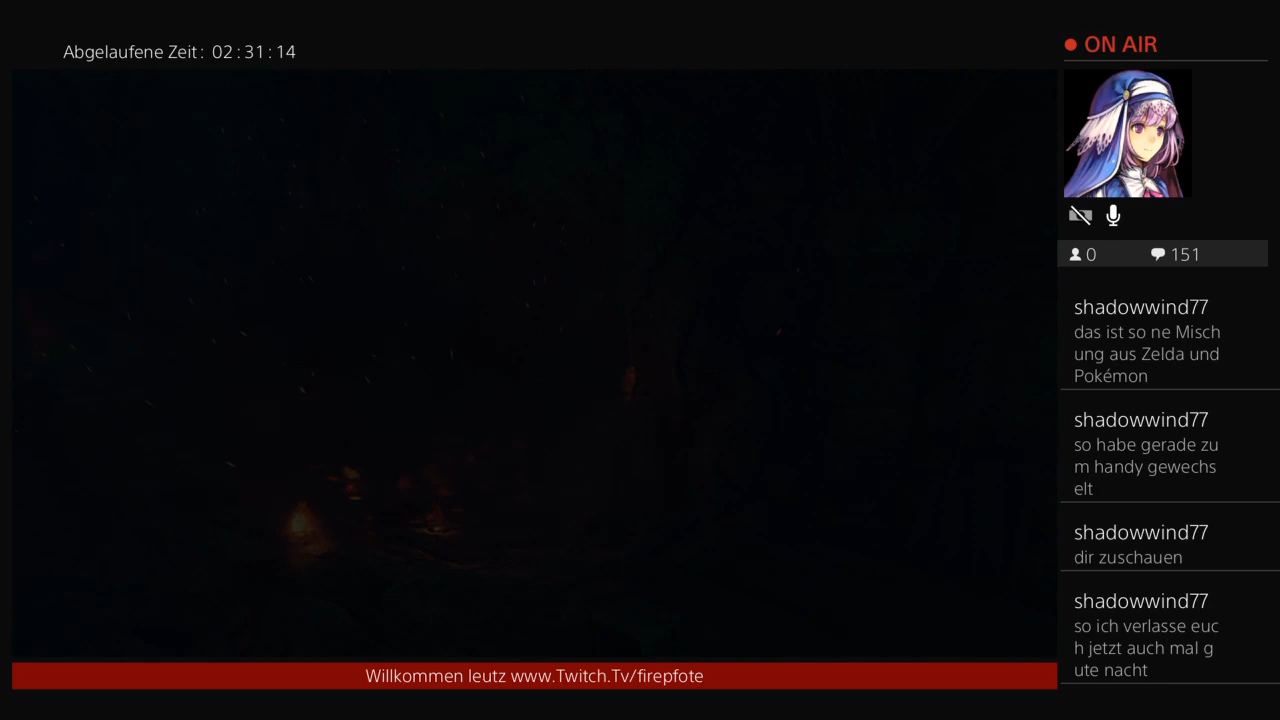 Abgelaufene Zeit: 02:31:14
ON AIR
0 151
shadowwind77
das ist so ne Misch
ung aus Zelda und
Pokémon
shadowwind77
so habe gerade zu
m handy gewechs
elt
shadowwind77
dir zuschauen
shadowwind77
so ich verlasse euc
h jetzt auch mal g
ute nacht
Willkommen leutz www.Twitch.Tv/firepfote